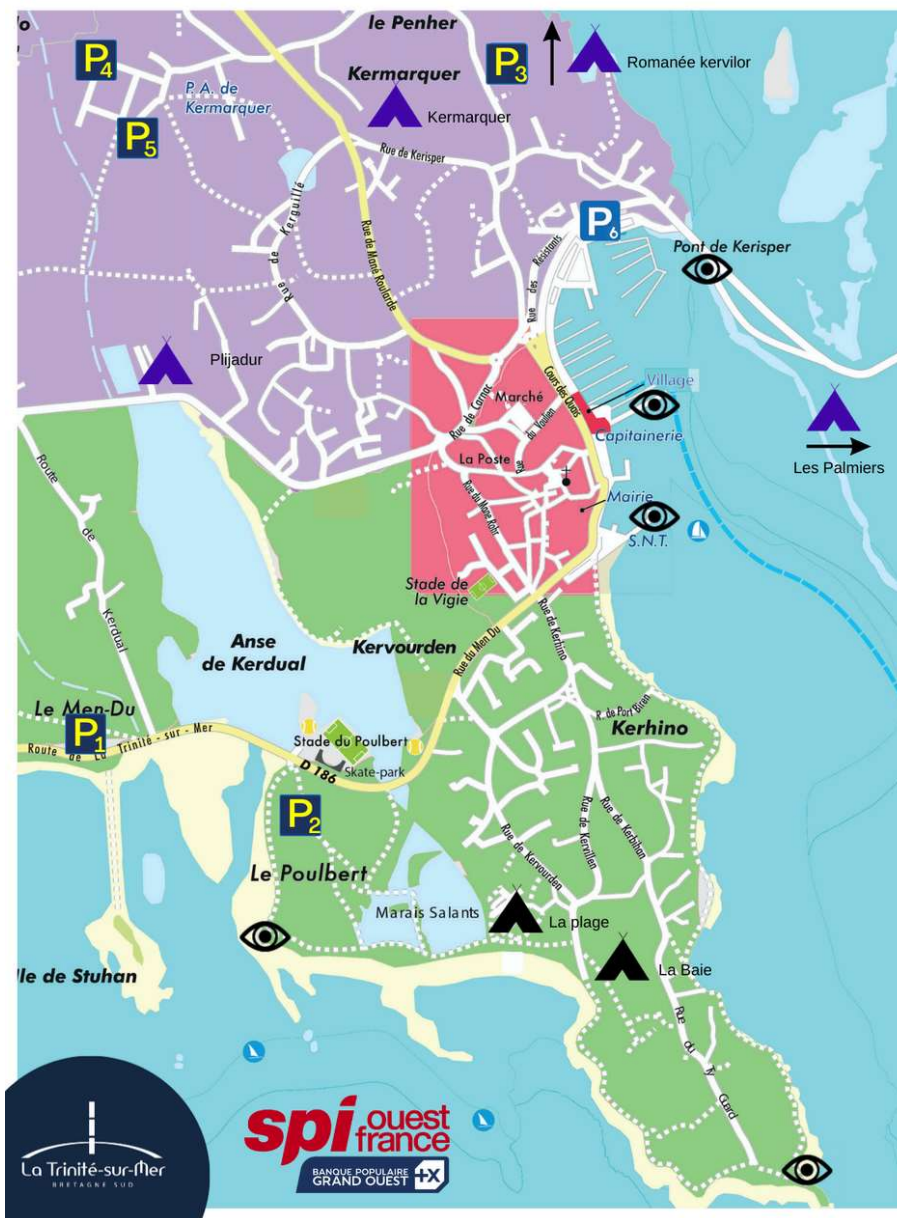 le Penher
P4
P3
Romanée kervilor
Kermarquer
P. A. de
Kermarquer
Kermarquer
P5
Rue de Kerisper
Rue de Kerguillé
P6
Pont de Kerisper
Rue des Résistants
Rue de Mané Roularde
Plijadur
Cours des Quais
Village
Marché
Rue de Carnac
Rue du Voulien
Capitainerie
Les Palmiers
La Poste
Mairie
Rue du Mané Rohr
S.N.T.
Route de Kerdual
Stade de
la Vigie
Rue de Kerhino
Anse
de Kerdual
Kervourden
Rue du Men Du
R. de Port Biren
Le Men-Du
P1
Kerhino
Route de La Trinité-sur-Mer
Stade du Poulbert
D 186
Skate-park
P2
Rue de Kervillen
Rue de Kerbihan
Rue de Kervourden
Le Poulbert
Marais Salants
La plage
La Baie
Ile de Stuhan
Rue du Ty Guard
spi ouest
france
BANQUE POPULAIRE
GRAND OUEST +X
La Trinité-sur-Mer
BRETAGNE SUD